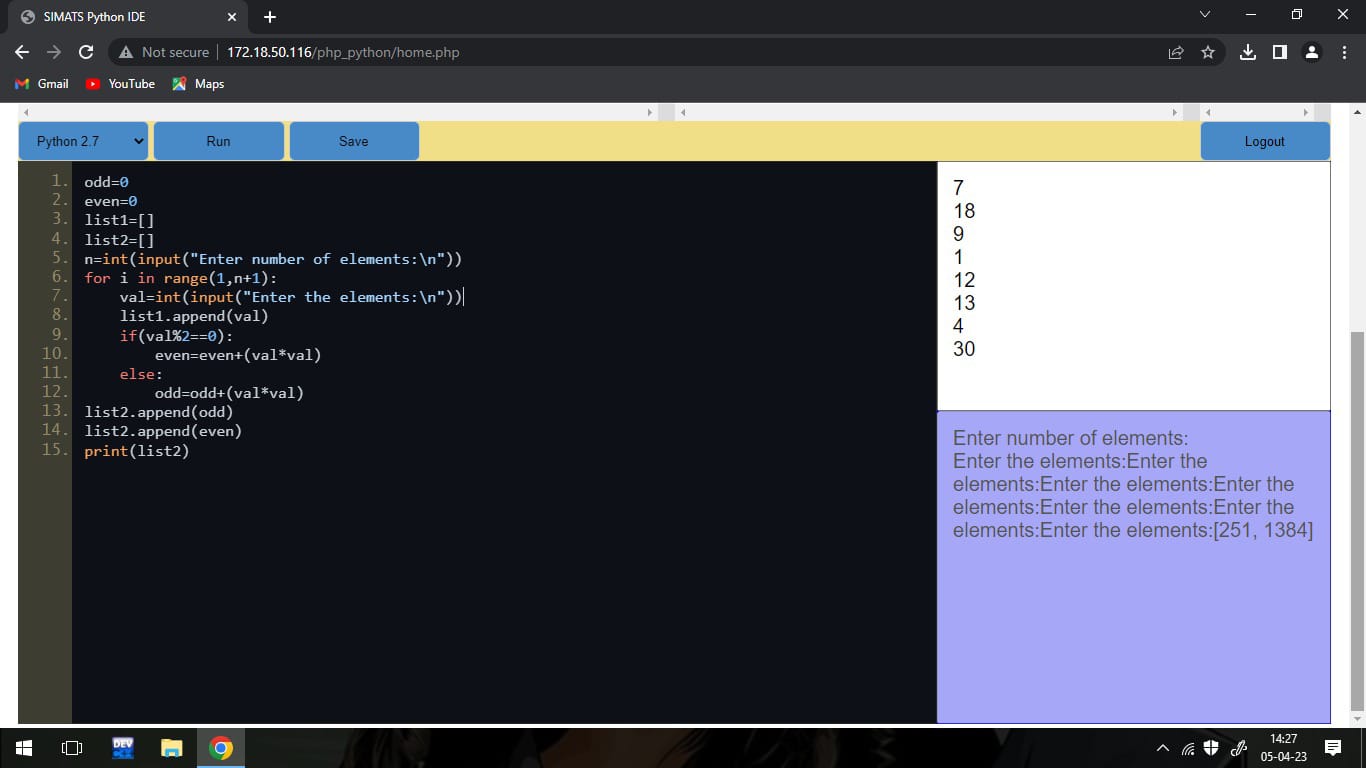 SIMATS Python IDE
Not secure 172.18.50.116/php_python/home.php
Gmail YouTube Maps
Python 2.7 Run Save Logout
1. odd=0
2. even=0
3. list1=[]
4. list2=[]
5. n=int(input("Enter number of elements:\n"))
6. for i in range(1,n+1):
7. val=int(input("Enter the elements:\n"))
8. list1.append(val)
9. if(val%2==0):
10. even=even+(val*val)
11. else:
12. odd=odd+(val*val)
13. list2.append(odd)
14. list2.append(even)
15. print(list2)
7
18
9
1
12
13
4
30
Enter number of elements:
Enter the elements:Enter the
elements:Enter the elements:Enter the
elements:Enter the elements:Enter the
elements:Enter the elements:[251, 1384]
DEV
14:27
05-04-23